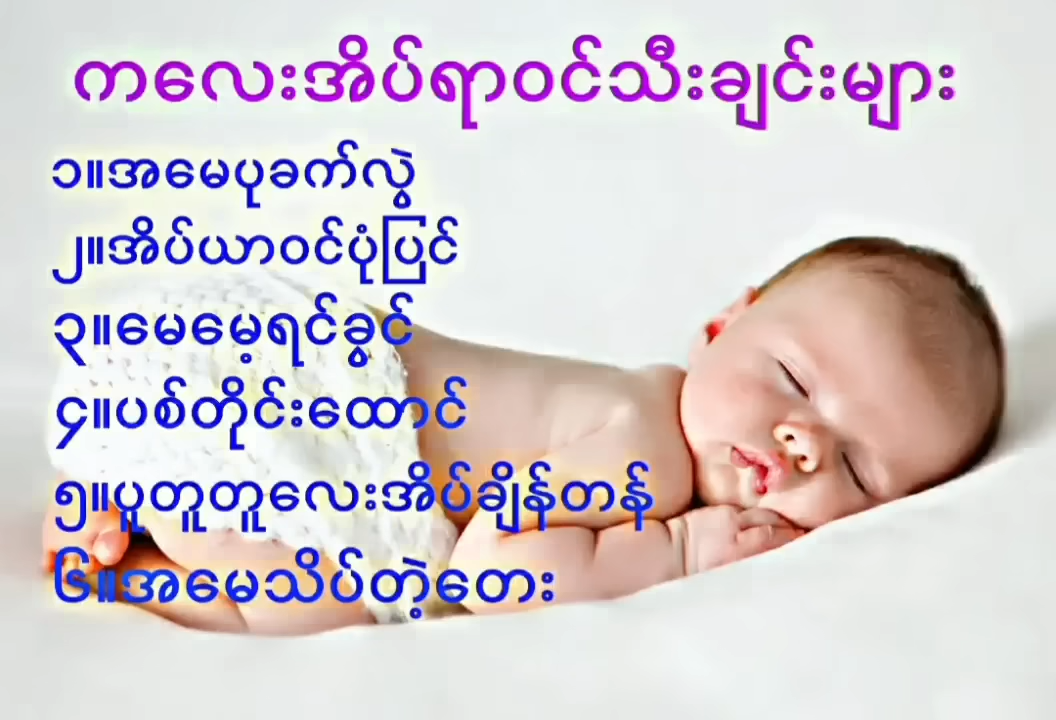 ကလေးအိပ်ရာဝင်သီးချင်းများ
၁။အမေပုခက်လွှဲ
၂။အိပ်ယာဝင်ပုံပြင်
၃။မေမေ့ရင်ခွင်
၄။ပစ်တိုင်းထောင်
၅။ပူတူတူလေးအိပ်ချိန်တန်
၆။အမေသိပ်တဲ့တေး